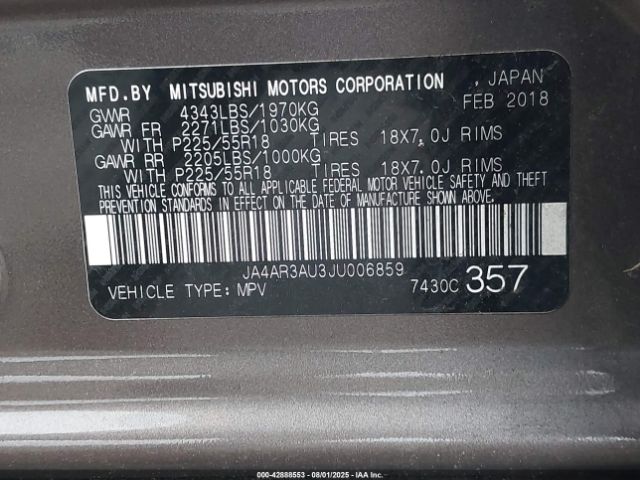 MFD.BY MITSUBISHI MOTORS CORPORATION , JAPAN
GVWR 4343LBS/1970KG FEB 2018
GAWR FR 2271LBS/1030KG
WITH P225/55R18 TIRES 18X7.0J RIMS
GAWR RR 2205LBS/1000KG
WITH P225/55R18 TIRES 18X7.0J RIMS
THIS VEHICLE CONFORMS TO ALL APPLICABLE FEDERAL MOTOR VEHICLE SAFETY AND THEFT
PREVENTION STANDARDS IN EFFECT ON THE DATE OF MANUFACTURE SHOWN ABOVE.
JA4AR3AU3JU006859
VEHICLE TYPE: MPV 7430C 357
000-42888553 - 08/01/2025 - IAAI.COM